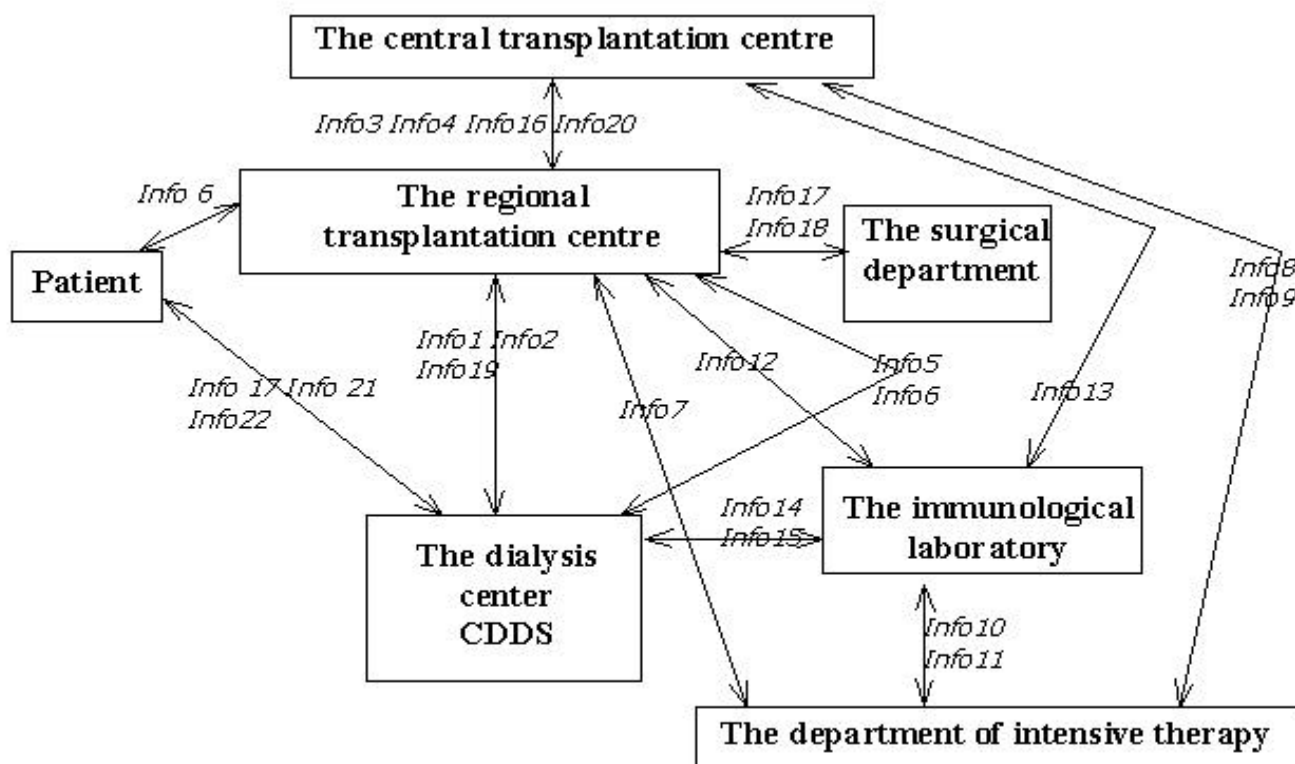 The central transplantation centre
Info3 Info4 Info16 Info20
Info 6
The regional
transplantation centre
Info17
Info18
The surgical
department
Patient
Info8
Info9
Info1 Info2
Info19
Info12
Info5
Info6
Info 17 Info 21
Info22
Info7
Info13
The dialysis
center
CDDS
Info14
Info15
The immunological
laboratory
Info10
Info11
The department of intensive therapy